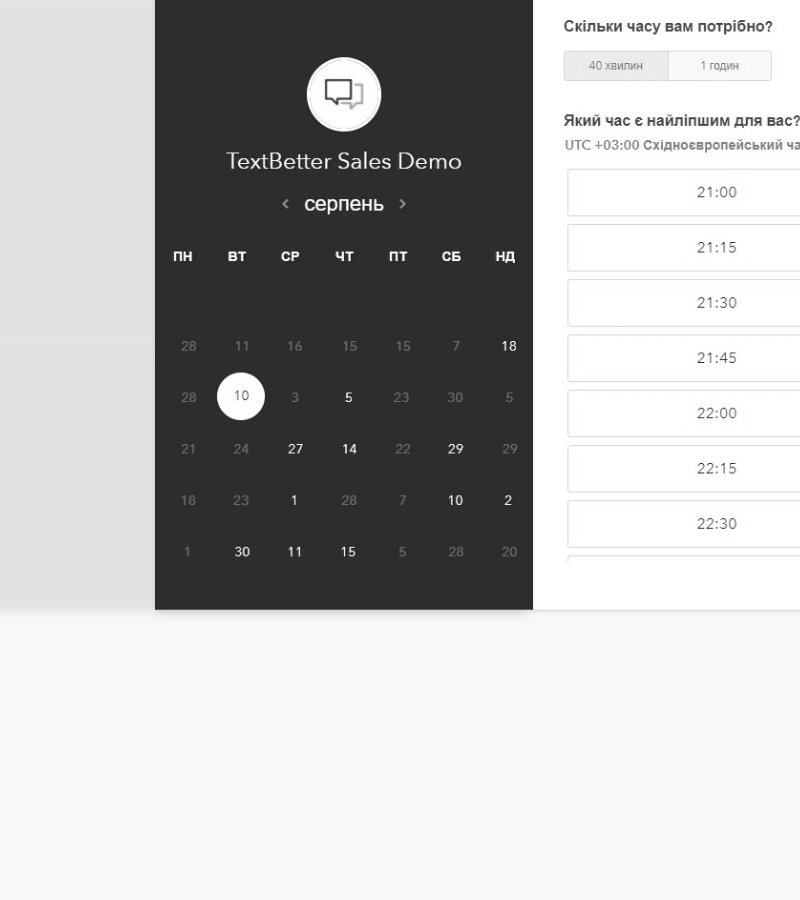 TextBetter Sales Demo
серпень
ПН ВТ СР ЧТ ПТ СБ НД
28 11 16 15 15 7 18
28 10 3 5 23 30 5
21 24 27 14 22 29 29
18 23 1 28 7 10 2
1 30 11 15 5 28 20
Скільки часу вам потрібно?
40 хвилин 1 годин
Який час є найліпшим для вас?
UTC +03:00 Східноєвропейський ча
21:00
21:15
21:30
21:45
22:00
22:15
22:30